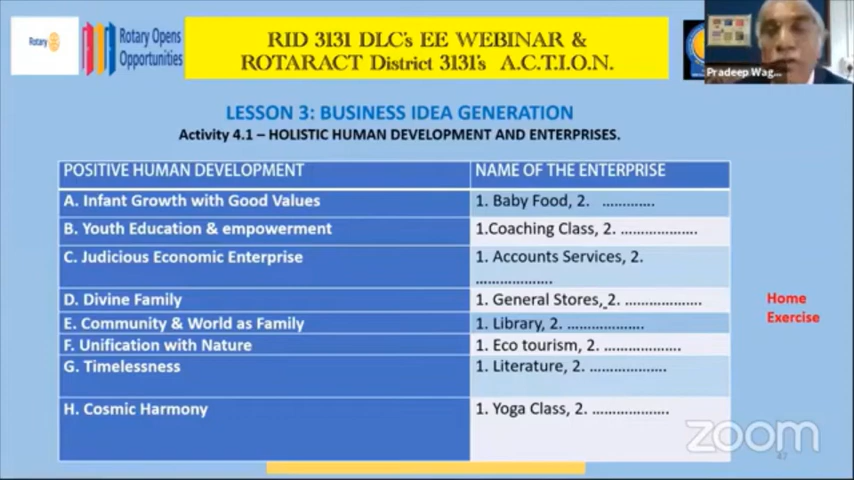 Rotary
Rotary Opens
Opportunities
RID 3131 DLC's EE WEBINAR &
ROTARACT District 3131's A.C.T.I.O.N.
Pradeep Wag...
LESSON 3: BUSINESS IDEA GENERATION
Activity 4.1 – HOLISTIC HUMAN DEVELOPMENT AND ENTERPRISES.
POSITIVE HUMAN DEVELOPMENT NAME OF THE ENTERPRISE
A. Infant Growth with Good Values 1. Baby Food, 2. ………….
B. Youth Education & empowerment 1.Coaching Class, 2. ……………….
C. Judicious Economic Enterprise 1. Accounts Services, 2.
……………….
D. Divine Family 1. General Stores, 2. ……………….
E. Community & World as Family 1. Library, 2. ……………….
F. Unification with Nature 1. Eco tourism, 2. ……………….
G. Timelessness 1. Literature, 2. ……………….
H. Cosmic Harmony 1. Yoga Class, 2. ……………….
Home
Exercise
zoom
47